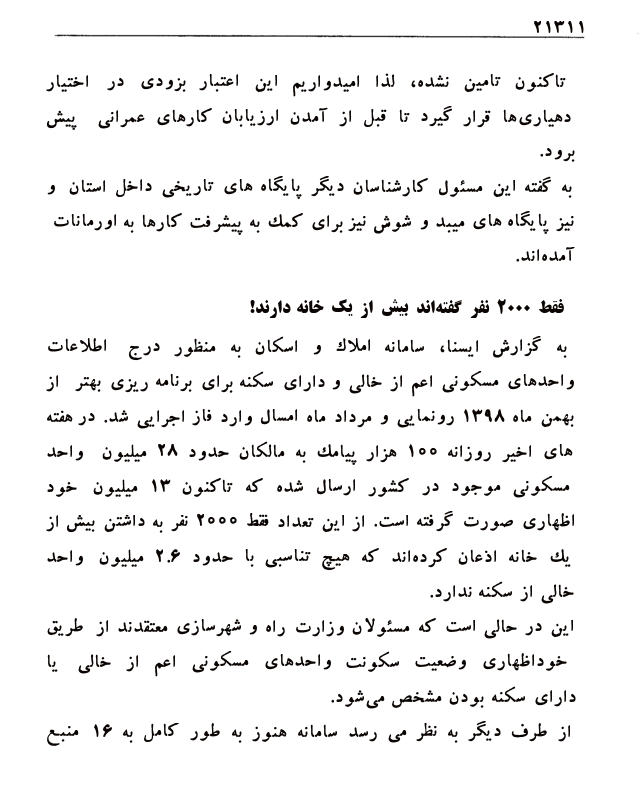 ۲۱۳۱۱
تاکنون تامین نشده، لذا امیدواریم این اعتبار بزودی در اختیار
دهیاری‌ها قرار گیرد تا قبل از آمدن ارزیابان کارهای عمرانی پیش
برود.
به گفته این مسئول کارشناسان دیگر پایگاه های تاریخی داخل استان و
نیز پایگاه های میبد و شوش نیز برای کمك به پیشرفت کارها به اورمانات
آمده‌اند.
فقط ۲۰۰۰ نفر گفته‌اند بیش از یک خانه دارند!
به گزارش ایسنا، سامانه املاك و اسکان به منظور درج اطلاعات
واحدهای مسکونی اعم از خالی و دارای سکنه برای برنامه ریزی بهتر از
بهمن ماه ۱۳۹۸ رونمایی و مرداد ماه امسال وارد فاز اجرایی شد. در هفته
های اخیر روزانه ۱۰۰ هزار پیامك به مالکان حدود ۲۸ میلیون واحد
مسکونی موجود در کشور ارسال شده که تاکنون ۱۳ میلیون خود
اظهاری صورت گرفته است. از این تعداد فقط ۲۰۰۰ نفر به داشتن بیش از
یك خانه اذعان کرده‌اند که هیچ تناسبی با حدود ۲.۶ میلیون واحد
خالی از سکنه ندارد.
این در حالی است که مسئولان وزارت راه و شهرسازی معتقدند از طریق
خوداظهاری وضعیت سکونت واحدهای مسکونی اعم از خالی یا
دارای سکنه بودن مشخص می‌شود.
از طرف دیگر به نظر می رسد سامانه هنوز به طور کامل به ۱۶ منبع